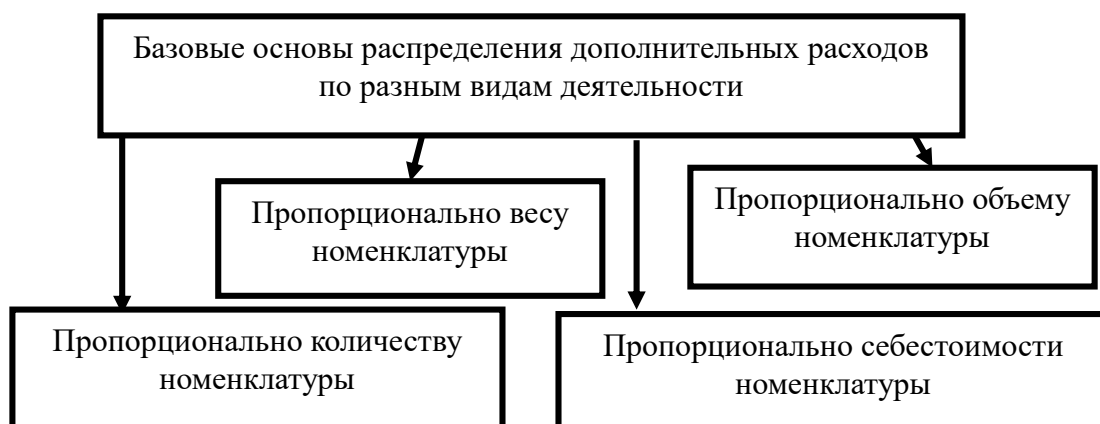 Базовые основы распределения дополнительных расходов
по разным видам деятельности
Пропорционально весу
номенклатуры
Пропорционально объему
номенклатуры
Пропорционально количеству
номенклатуры
Пропорционально себестоимости
номенклатуры